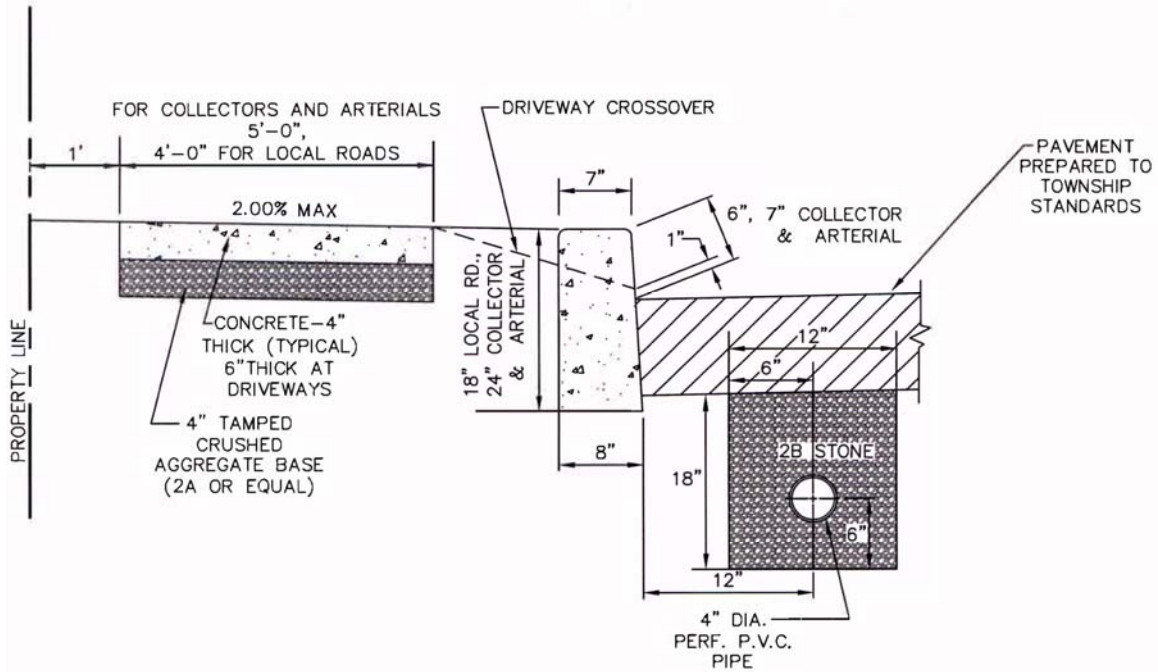 FOR COLLECTORS AND ARTERIALS
5'-0",
4'-0" FOR LOCAL ROADS
1'
2.00% MAX
DRIVEWAY CROSSOVER
7"
6", 7" COLLECTOR
& ARTERIAL
1"
PAVEMENT
PREPARED TO
TOWNSHIP
STANDARDS
PROPERTY LINE
CONCRETE-4"
THICK (TYPICAL)
6"THICK AT
DRIVEWAYS
4" TAMPED
CRUSHED
AGGREGATE BASE
(2A OR EQUAL)
18" LOCAL RD.,
24" COLLECTOR
& ARTERIAL
8"
12"
6"
2B STONE
18"
6"
12"
4" DIA.
PERF. P.V.C.
PIPE